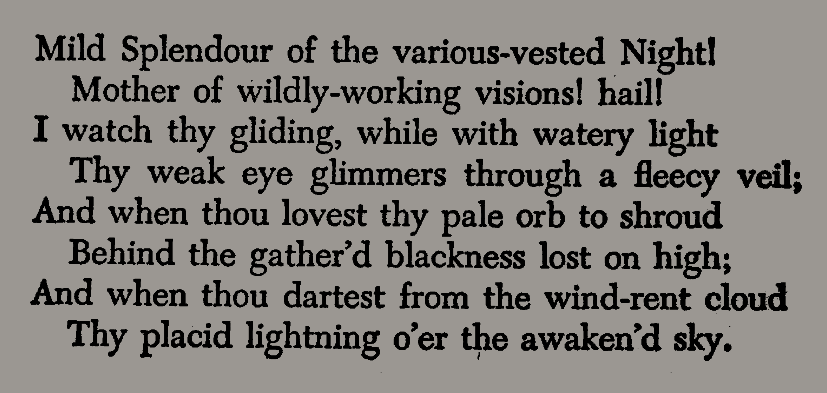 Mild Splendour of the various-vested Night!
Mother of wildly-working visions! hail!
I watch thy gliding, while with watery light
Thy weak eye glimmers through a fleecy veil;
And when thou lovest thy pale orb to shroud
Behind the gather'd blackness lost on high;
And when thou dartest from the wind-rent cloud
Thy placid lightning o'er the awaken'd sky.